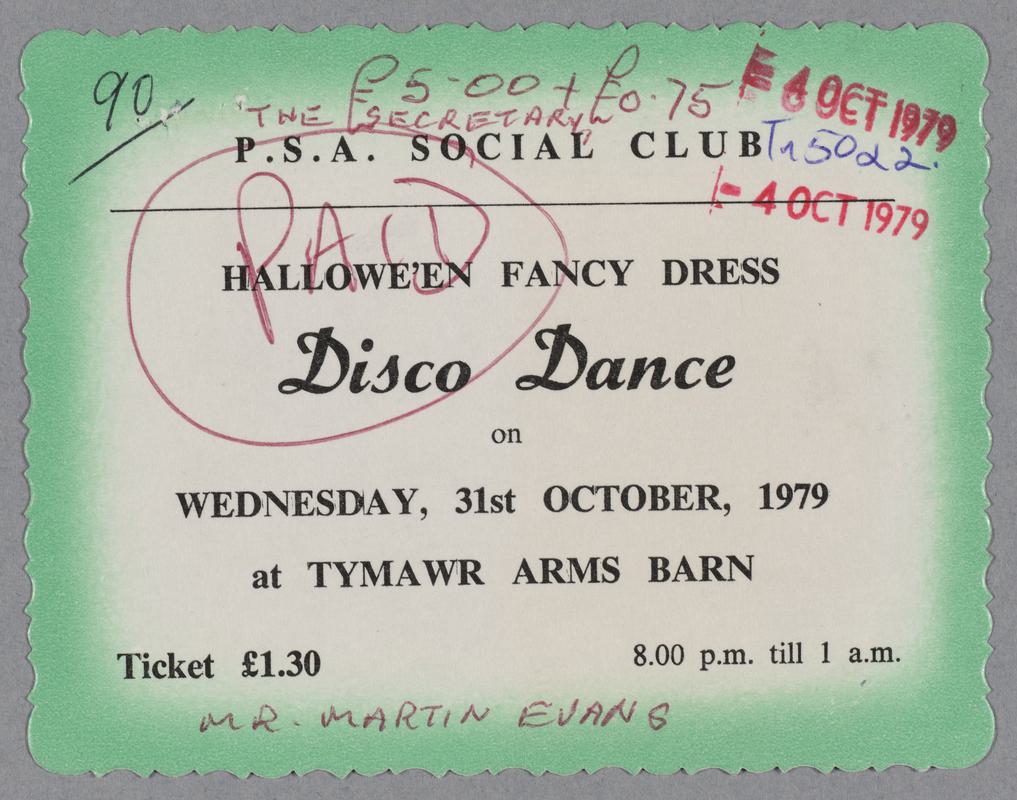 90
£5-00 + £0.75
4 OCT 1979
THE SECRETARY
P.S.A. SOCIAL CLUB
Tr5022.
- 4 OCT 1979
PAID
HALLOWE'EN FANCY DRESS
Disco Dance
on
WEDNESDAY, 31st OCTOBER, 1979
at TYMAWR ARMS BARN
Ticket £1.30
8.00 p.m. till 1 a.m.
MR. MARTIN EVANS